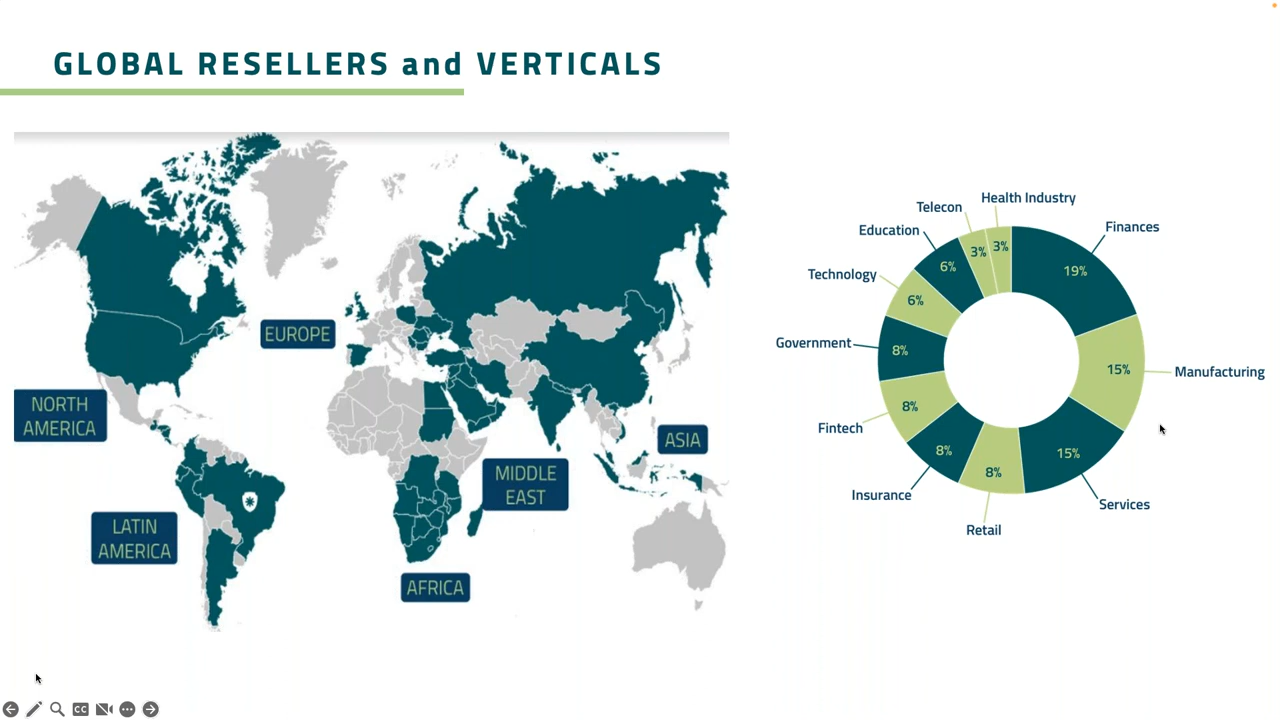 GLOBAL RESELLERS and VERTICALS
EUROPE
NORTH
AMERICA
ASIA
MIDDLE
EAST
LATIN
AMERICA
AFRICA
Health Industry
Telecon
Finances
Education
3%
3%
6%
19%
Technology
6%
Government
8%
15%
Manufacturing
8%
Fintech
8%
15%
8%
Insurance
Services
Retail
CC